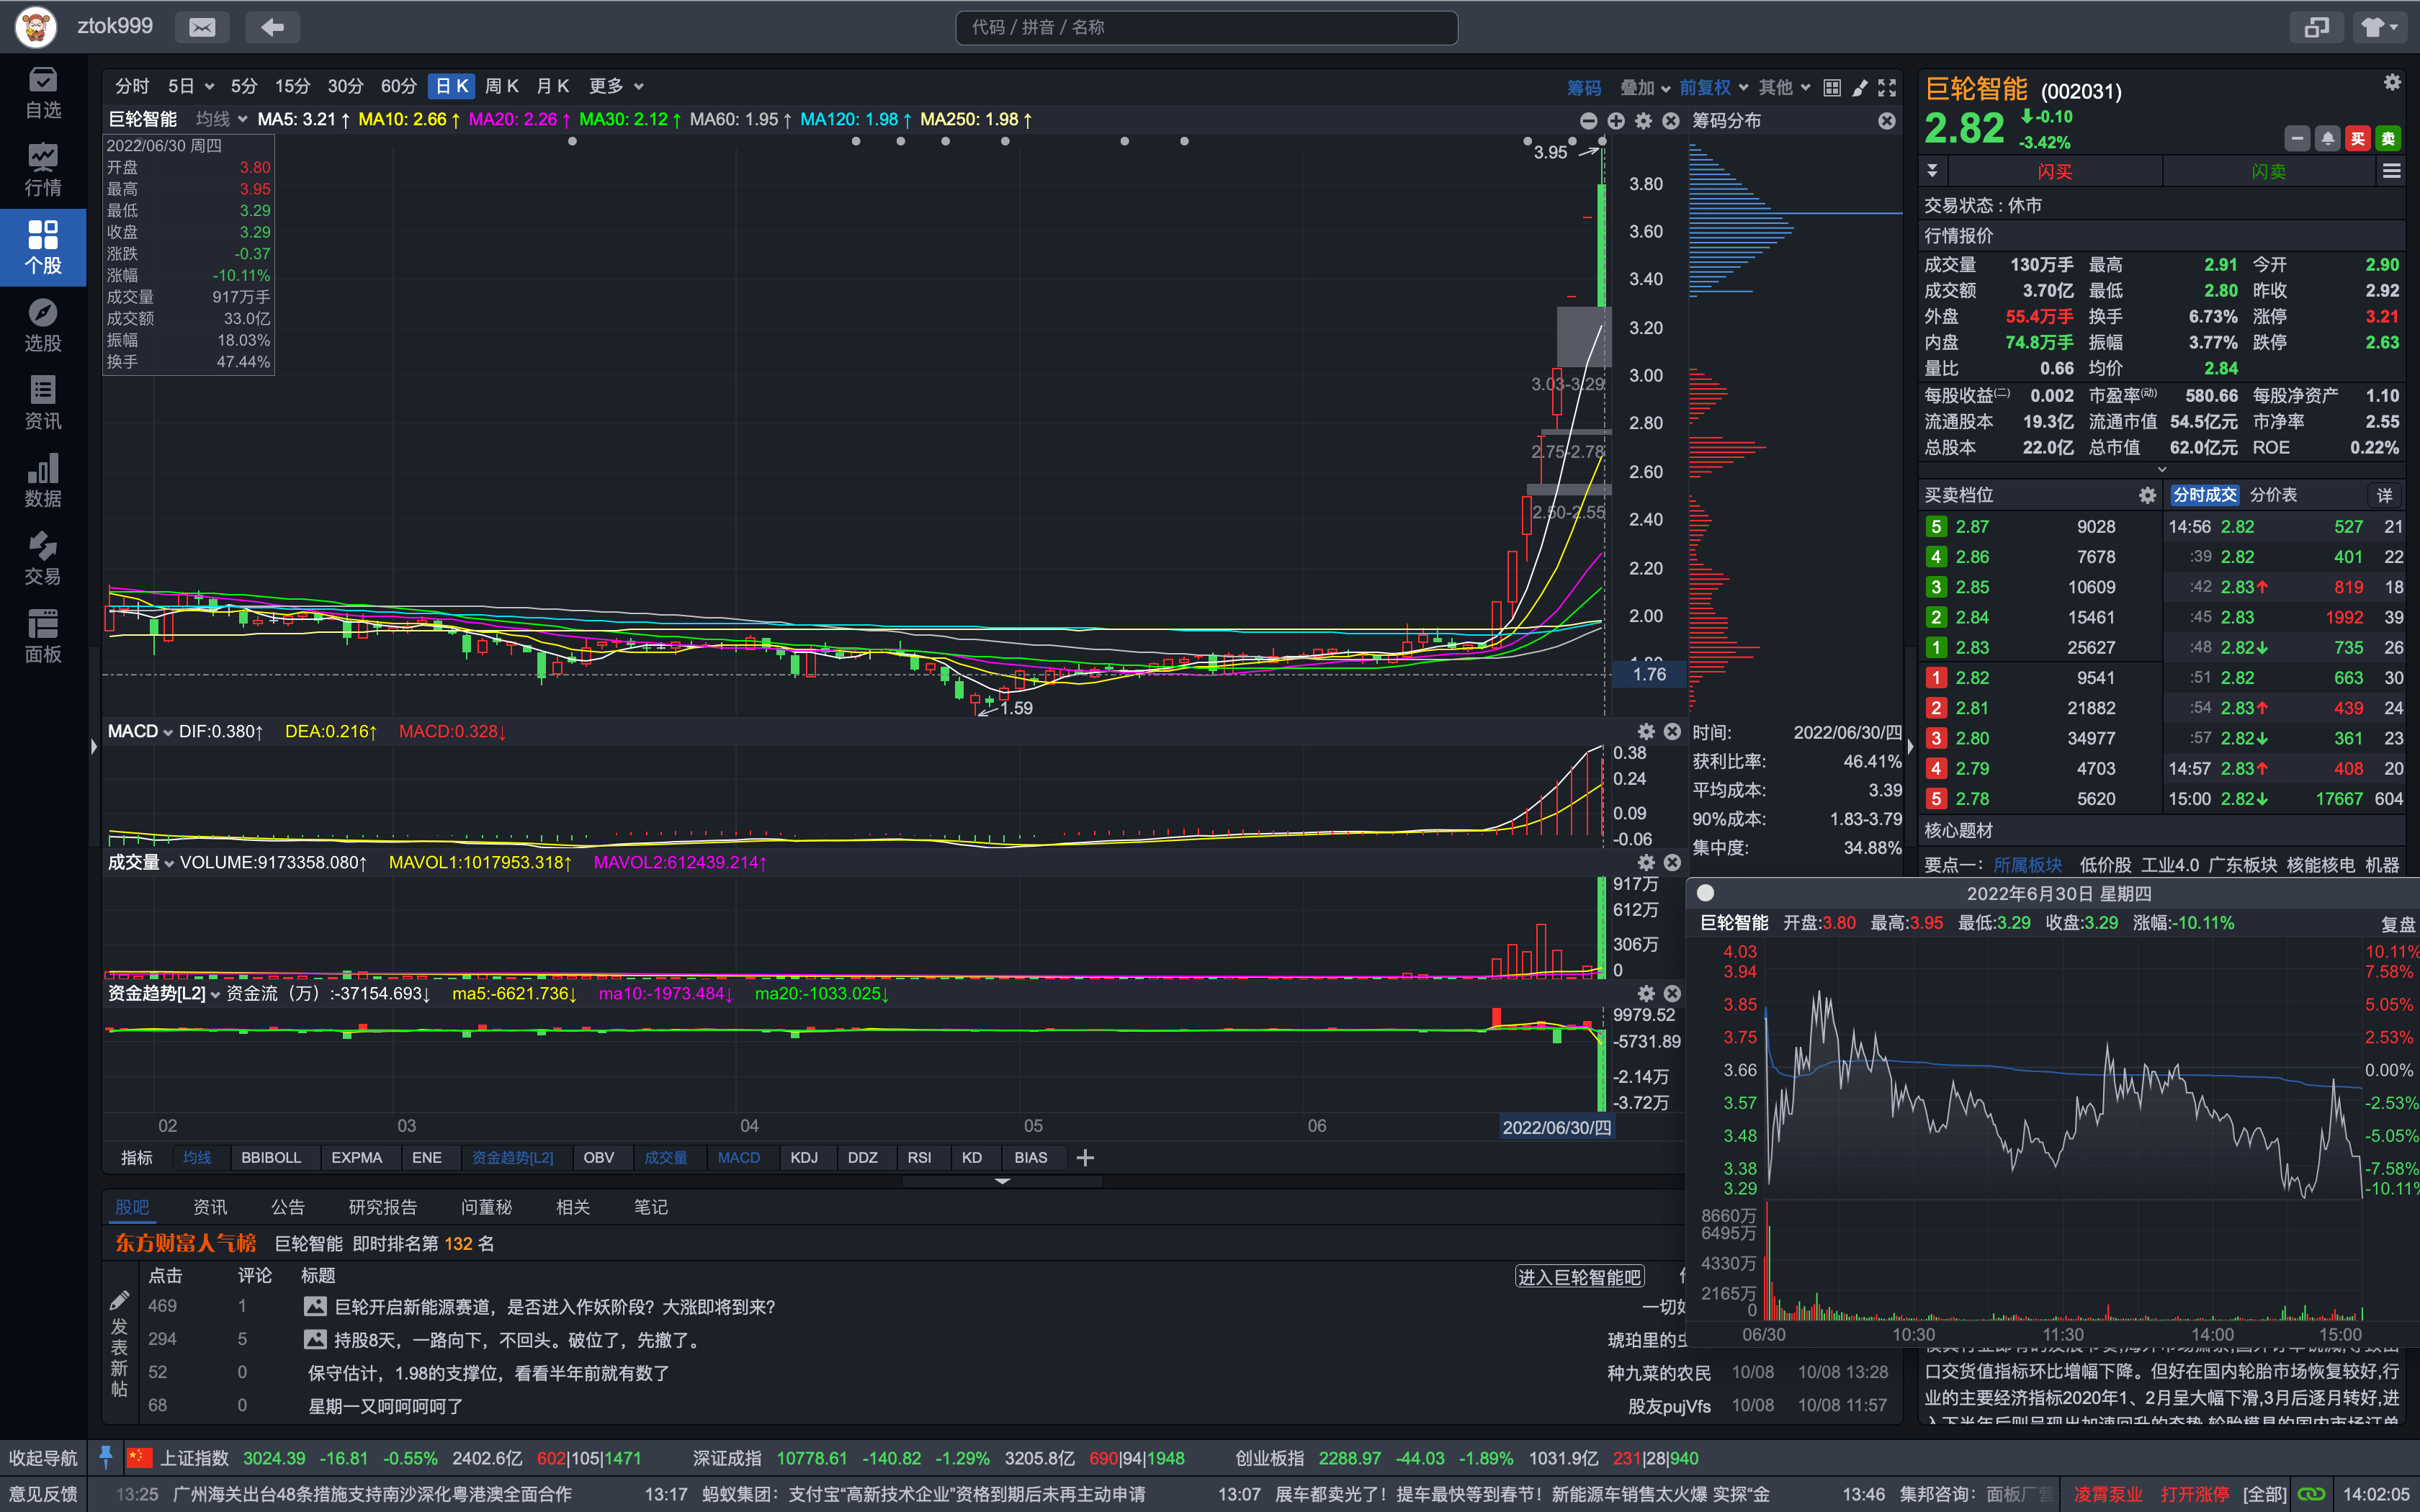 ztok999
代码 / 拼音 / 名称
自选
行情
个股
选股
资讯
数据
交易
面板
分时 5日 5分 15分 30分 60分 日K 周K 月K 更多
筹码 叠加 前复权 其他
巨轮智能 均线 MA5: 3.21↑ MA10: 2.66↑ MA20: 2.26↑ MA30: 2.12↑ MA60: 1.95↑ MA120: 1.98↑ MA250: 1.98↑
筹码分布
2022/06/30 周四
开盘 3.80
最高 3.95
最低 3.29
收盘 3.29
涨跌 -0.37
涨幅 -10.11%
成交量 917万手
成交额 33.0亿
振幅 18.03%
换手 47.44%
3.95
3.80
3.60
3.40
3.20
3.00
2.80
2.60
2.40
2.20
2.00
1.76
3.03-3.29
2.75-2.78
2.50-2.55
1.59
MACD DIF:0.380↑ DEA:0.216↑ MACD:0.328↓
0.38
0.24
0.09
-0.06
成交量 VOLUME:9173358.080↑ MAVOL1:1017953.318↑ MAVOL2:612439.214↑
917万
612万
306万
0
资金趋势[L2] 资金流（万）:-37154.693↓ ma5:-6621.736↓ ma10:-1973.484↓ ma20:-1033.025↓
9979.52
-5731.89
-2.14万
-3.72万
02 03 04 05 06 2022/06/30/四
指标 均线 BBIBOLL EXPMA ENE 资金趋势[L2] OBV 成交量 MACD KDJ DDZ RSI KD BIAS
时间: 2022/06/30/四
获利比率: 46.41%
平均成本: 3.39
90%成本: 1.83-3.79
集中度: 34.88%
股吧 资讯 公告 研究报告 问董秘 相关 笔记
东方财富人气榜 巨轮智能 即时排名第 132 名
点击 评论 标题 进入巨轮智能吧
发表新帖
469 1 巨轮开启新能源赛道，是否进入作妖阶段？大涨即将到来？ 一切
294 5 持股8天，一路向下，不回头。破位了，先撤了。 琥珀里的
52 0 保守估计，1.98的支撑位，看看半年前就有数了 种九菜的农民 10/08 10/08 13:28
68 0 星期一又呵呵呵呵了 股友pujVfs 10/08 10/08 11:57
巨轮智能 (002031)
2.82 -0.10
-3.42%
买 卖
闪买 闪卖
交易状态 : 休市
行情报价
成交量 130万手 最高 2.91 今开 2.90
成交额 3.70亿 最低 2.80 昨收 2.92
外盘 55.4万手 换手 6.73% 涨停 3.21
内盘 74.8万手 振幅 3.77% 跌停 2.63
量比 0.66 均价 2.84
每股收益(二) 0.002 市盈率(动) 580.66 每股净资产 1.10
流通股本 19.3亿 流通市值 54.5亿元 市净率 2.55
总股本 22.0亿 总市值 62.0亿元 ROE 0.22%
买卖档位 分时成交 分价表 详
5 2.87 9028 14:56 2.82 527 21
4 2.86 7678 :39 2.82 401 22
3 2.85 10609 :42 2.83↑ 819 18
2 2.84 15461 :45 2.83 1992 39
1 2.83 25627 :48 2.82↓ 735 26
1 2.82 9541 :51 2.82 663 30
2 2.81 21882 :54 2.83↑ 439 24
3 2.80 34977 :57 2.82↓ 361 23
4 2.79 4703 14:57 2.83↑ 408 20
5 2.78 5620 15:00 2.82↓ 17667 604
核心题材
要点一： 所属板块 低价股 工业4.0 广东板块 核能核电 机器
2022年6月30日 星期四
巨轮智能 开盘:3.80 最高:3.95 最低:3.29 收盘:3.29 涨幅:-10.11% 复盘
4.03 10.11%
3.94 7.58%
3.85 5.05%
3.75 2.53%
3.66 0.00%
3.57 -2.53%
3.48 -5.05%
3.38 -7.58%
3.29 -10.11%
8660万
6495万
4330万
2165万
0
06/30 10:30 11:30 14:00 15:00
口交货值指标环比增幅下降。但好在国内轮胎市场恢复较好,行
业的主要经济指标2020年1、2月呈大幅下滑,3月后逐月转好,进
入下半年后则呈现出加速回升的态势,轮胎模具的国内市场订单
收起导航 上证指数 3024.39 -16.81 -0.55% 2402.6亿 602|105|1471 深证成指 10778.61 -140.82 -1.29% 3205.8亿 690|94|1948 创业板指 2288.97 -44.03 -1.89% 1031.9亿 231|28|940
意见反馈 13:25 广州海关出台48条措施支持南沙深化粤港澳全面合作 13:17 蚂蚁集团：支付宝“高新技术企业”资格到期后未再主动申请 13:07 展车都卖光了！提车最快等到春节！新能源车销售太火爆 实探“金 13:46 集邦咨询：面板厂 凌霄泵业 打开涨停 [全部] 14:02:05